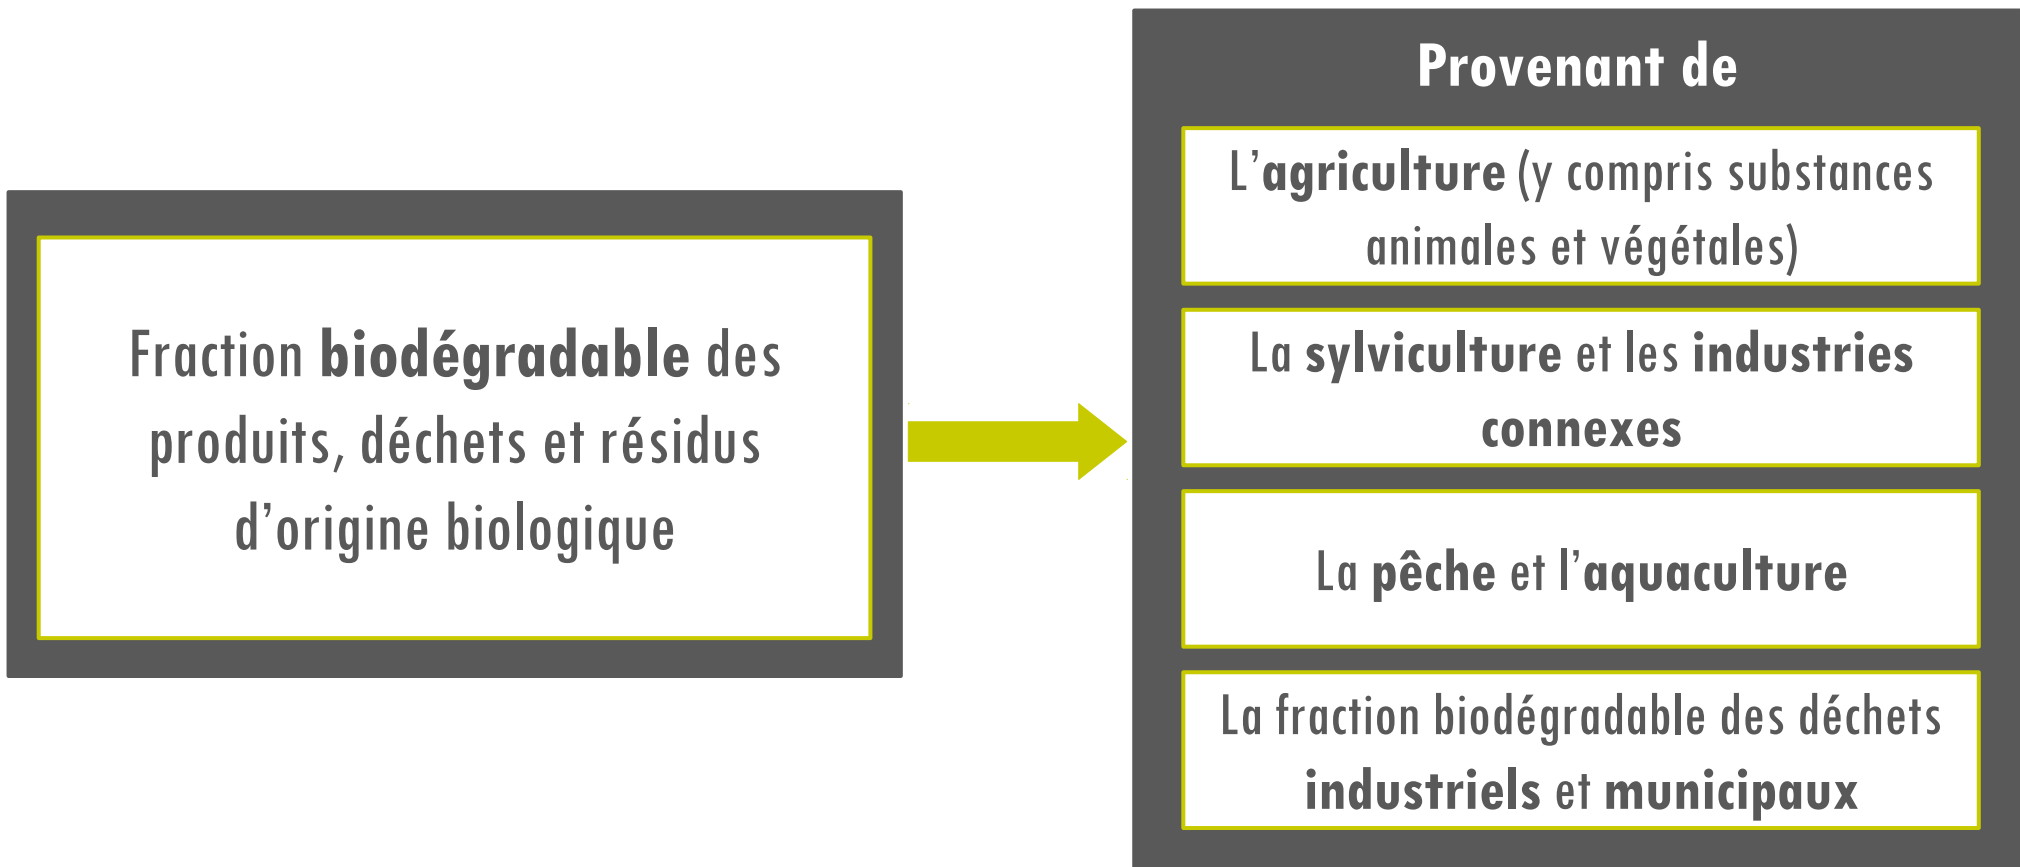 Fraction biodégradable des
produits, déchets et résidus
d’origine biologique
Provenant de
L’agriculture (y compris substances
animales et végétales)
La sylviculture et les industries
connexes
La pêche et l’aquaculture
La fraction biodégradable des déchets
industriels et municipaux